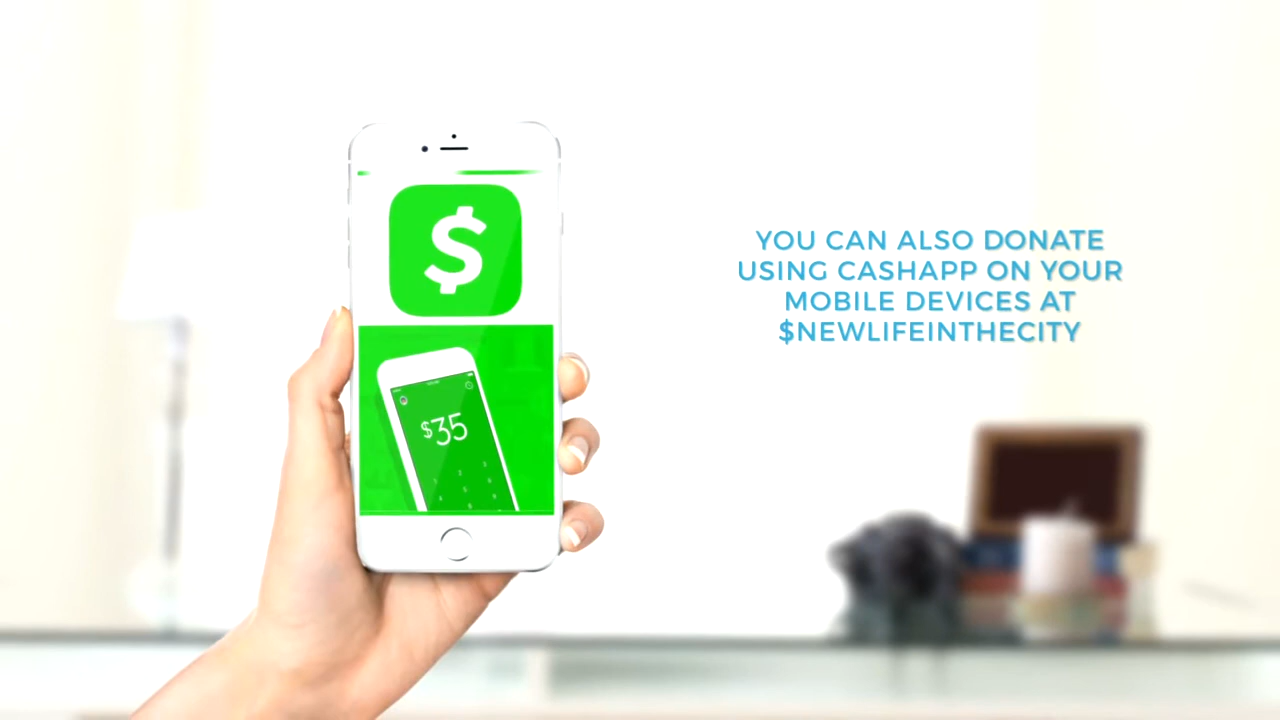 $
$35
YOU CAN ALSO DONATE
USING CASHAPP ON YOUR
MOBILE DEVICES AT
$NEWLIFEINTHECITY